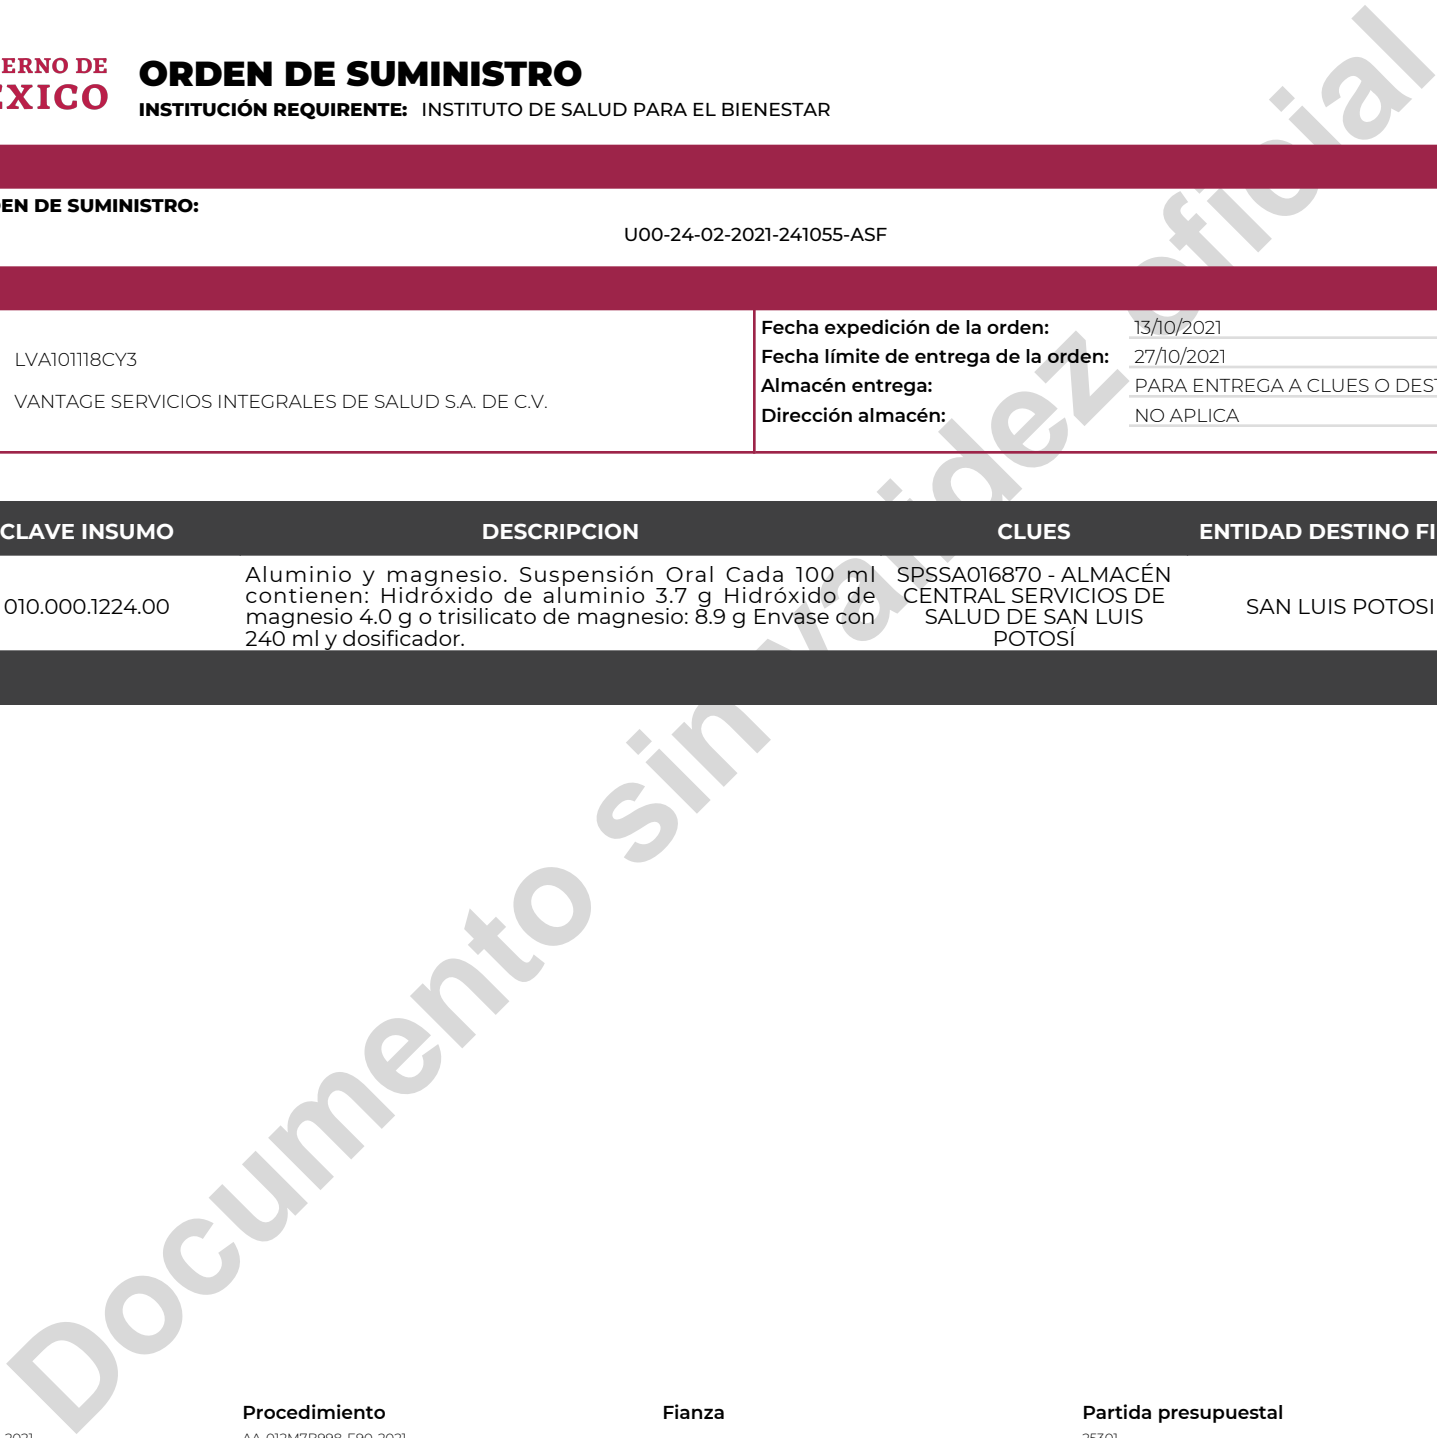 ERNO DE
ORDEN DE SUMINISTRO
INSTITUCIÓN REQUIRENTE: INSTITUTO DE SALUD PARA EL BIENESTAR
DE SUMINISTRO:
U00-24-02-2021-241055-ASF
LVA101118CY3
VANTAGE SERVICIOS INTEGRALES DE SALUD S.A. DE C.V.
Fecha expedición de la orden: 13/10/2021
Fecha límite de entrega de la orden: 27/10/2021
Almacén entrega: PARA ENTREGA A CLUES O
Dirección almacén: NO APLICA
CLAVE INSUMO DESCRIPCION CLUES ENTIDAD DESTINO
010.000.1224.00
Aluminio y magnesio. Suspensión Oral Cada 100 ml
contienen: Hidróxido de aluminio 3.7 g Hidróxido de
magnesio 4.0 g o trisilicato de magnesio: 8.9 g Envase con
240 ml y dosificador.
SPSSA016870 - ALMACÉN
CENTRAL SERVICIOS DE
SALUD DE SAN LUIS
POTOSÍ
SAN LUIS POTOSI
Documento sin validez oficial
Procedimiento Fianza Partida presupuestal